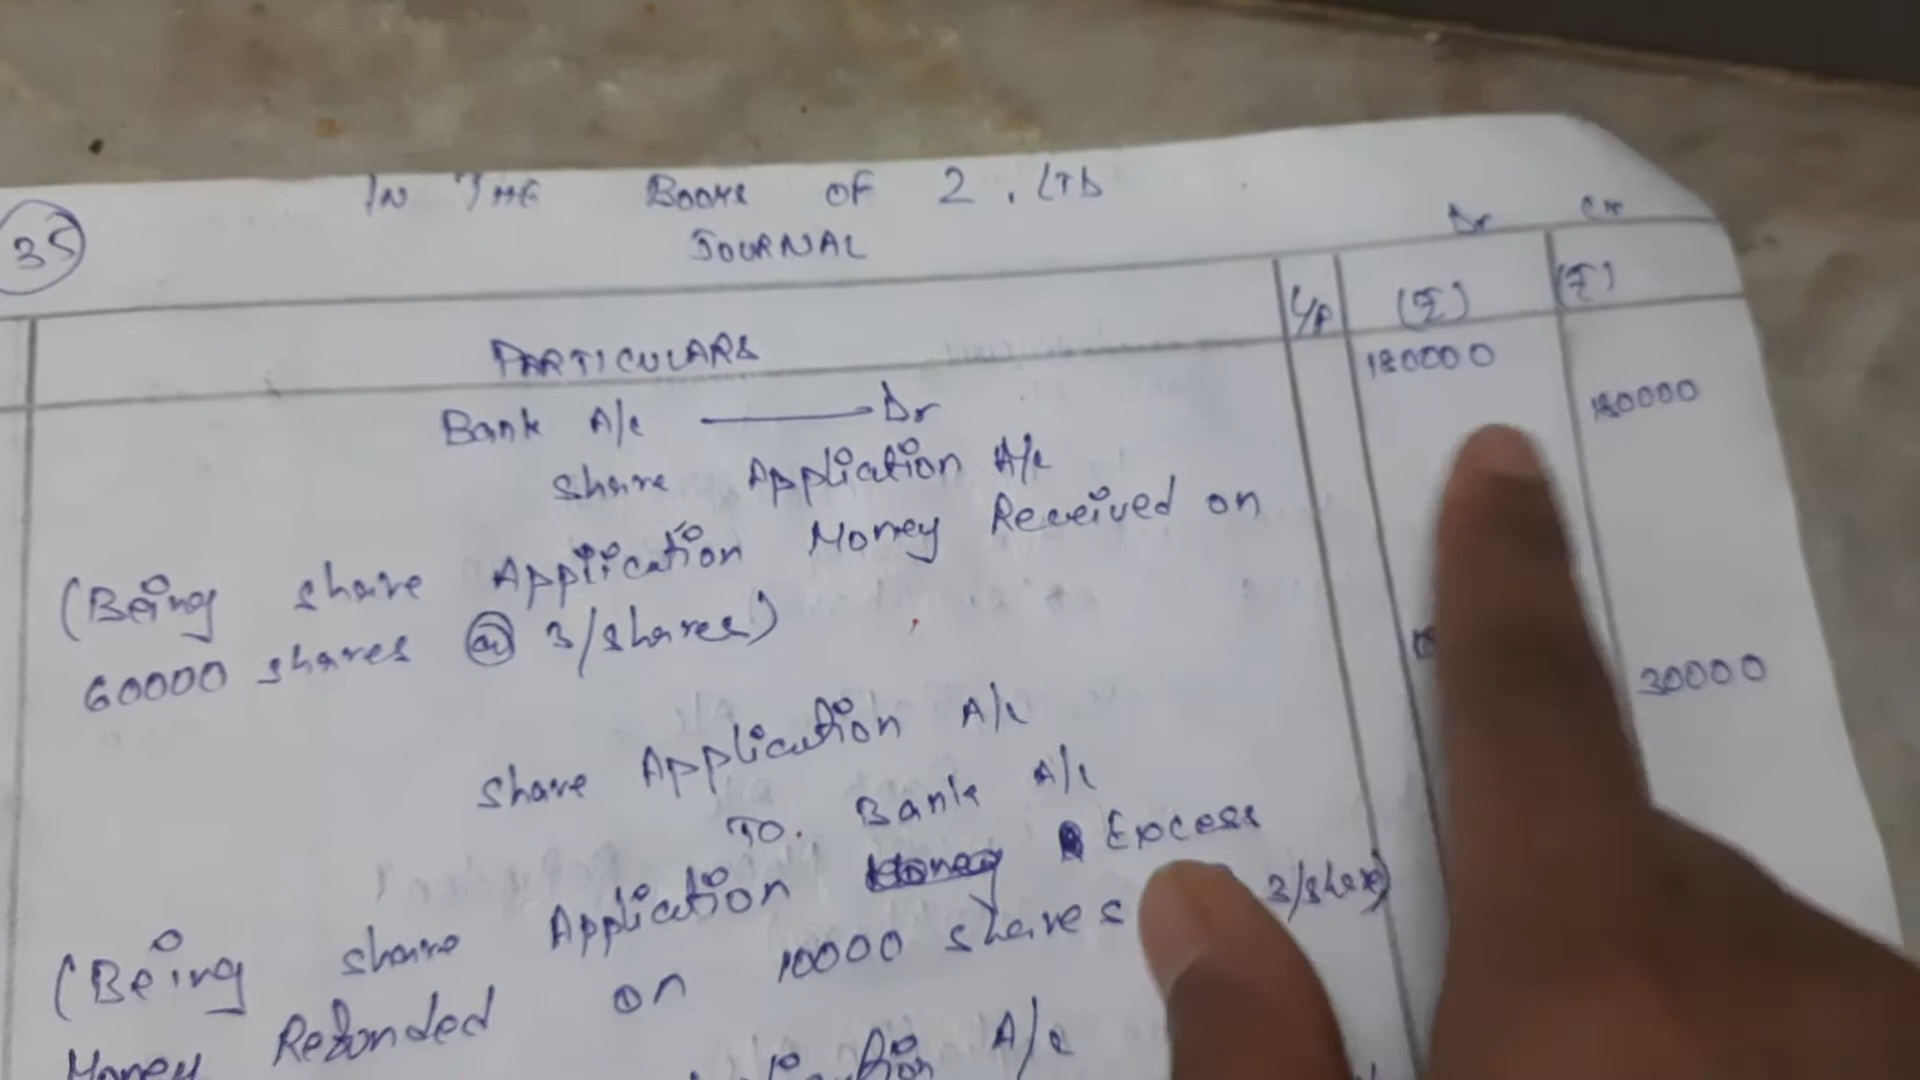 35
IN THE BOOKS OF Z. LTD
JOURNAL
Dr Cr
PARTICULARS L/F (₹) (₹)
Bank A/c Dr 180000
Share Application A/c 180000
(Being share Application Money Received on
60000 shares @ 3/shares)
Share Application A/c
TO. Bank A/c 30000
(Being share Application Money Excess
Money Refonded on 10000 shares 3/share)
A/c